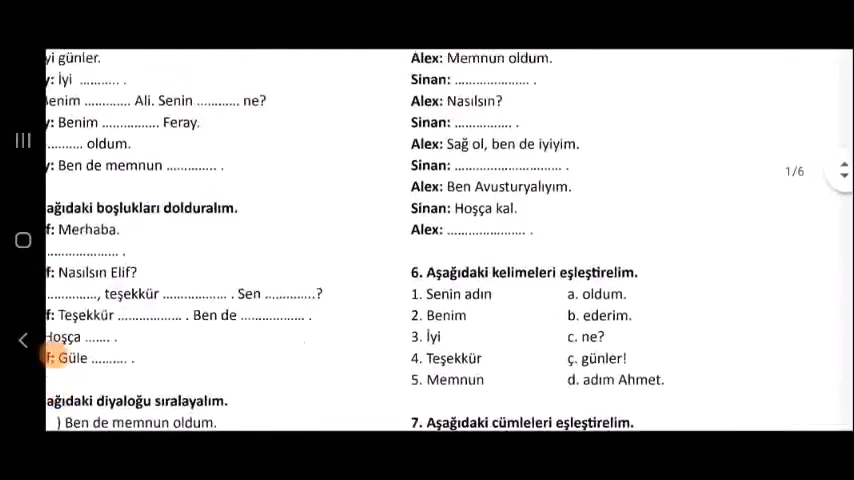 yi günler.
y: İyi ........... .
Benim ............. Ali. Senin ............ ne?
y: Benim ................ Feray.
.......... oldum.
y: Ben de memnun .............. .
ağıdaki boşlukları dolduralım.
f: Merhaba.
..................... .
f: Nasılsın Elif?
.............., teşekkür .................. . Sen ..............?
f: Teşekkür .................. . Ben de .................. .
Hoşça ....... .
f: Güle .......... .
ağıdaki diyaloğu sıralayalım.
) Ben de memnun oldum.
Alex: Memnun oldum.
Sinan: ..................... .
Alex: Nasılsın?
Sinan: ................ .
Alex: Sağ ol, ben de iyiyim.
Sinan: .............................. .
Alex: Ben Avusturyalıyım.
Sinan: Hoşça kal.
Alex: ...................... .
6. Aşağıdaki kelimeleri eşleştirelim.
1. Senin adın a. oldum.
2. Benim b. ederim.
3. İyi c. ne?
4. Teşekkür ç. günler!
5. Memnun d. adım Ahmet.
7. Aşağıdaki cümleleri eşleştirelim.
1/6